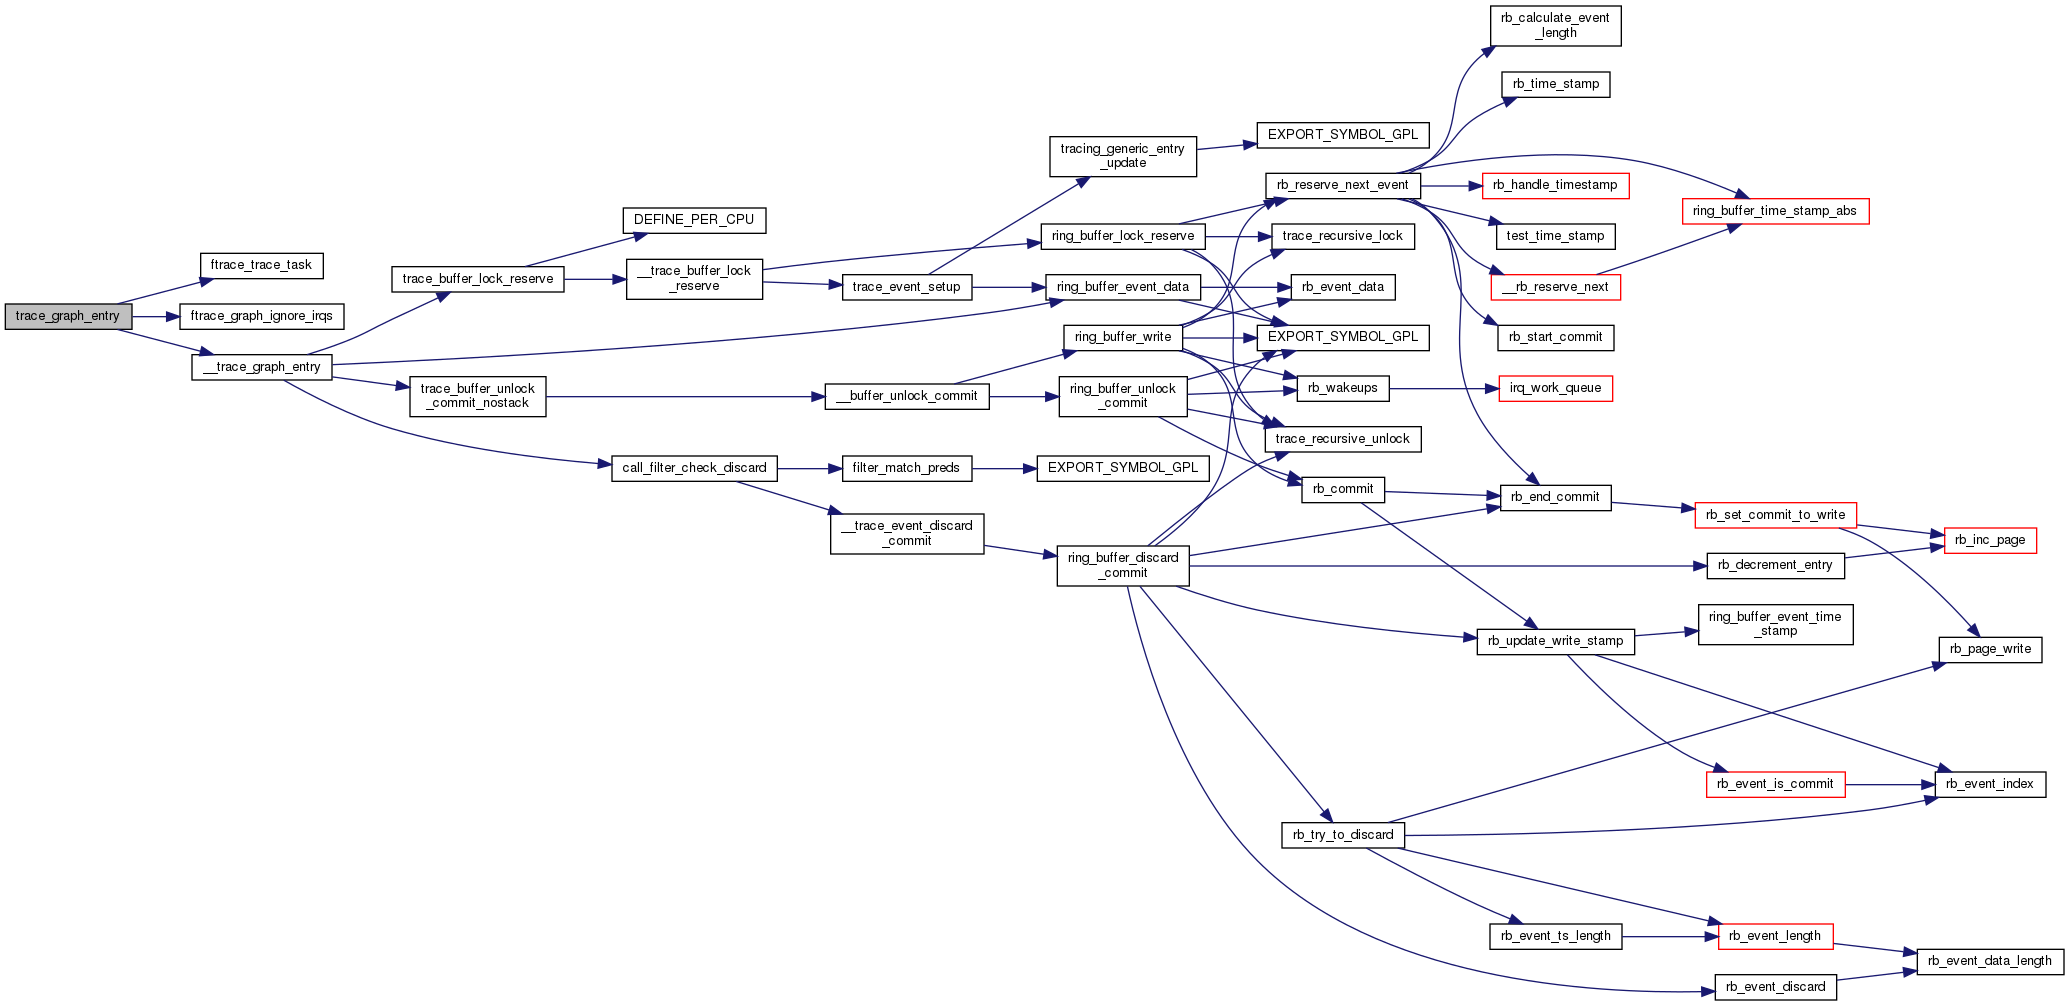 trace_graph_entry
ftrace_trace_task
ftrace_graph_ignore_irqs
__trace_graph_entry
trace_buffer_lock_reserve
trace_buffer_unlock
_commit_nostack
DEFINE_PER_CPU
__trace_buffer_lock
_reserve
call_filter_check_discard
trace_event_setup
__buffer_unlock_commit
filter_match_preds
__trace_event_discard
_commit
tracing_generic_entry
_update
ring_buffer_lock_reserve
ring_buffer_event_data
ring_buffer_write
ring_buffer_unlock
_commit
EXPORT_SYMBOL_GPL
ring_buffer_discard
_commit
EXPORT_SYMBOL_GPL
rb_reserve_next_event
trace_recursive_lock
rb_event_data
EXPORT_SYMBOL_GPL
rb_wakeups
trace_recursive_unlock
rb_commit
rb_try_to_discard
rb_calculate_event
_length
rb_time_stamp
rb_handle_timestamp
test_time_stamp
__rb_reserve_next
rb_start_commit
irq_work_queue
rb_end_commit
rb_update_write_stamp
rb_event_ts_length
ring_buffer_time_stamp_abs
rb_set_commit_to_write
rb_decrement_entry
ring_buffer_event_time
_stamp
rb_event_is_commit
rb_event_length
rb_event_discard
rb_inc_page
rb_page_write
rb_event_index
rb_event_data_length